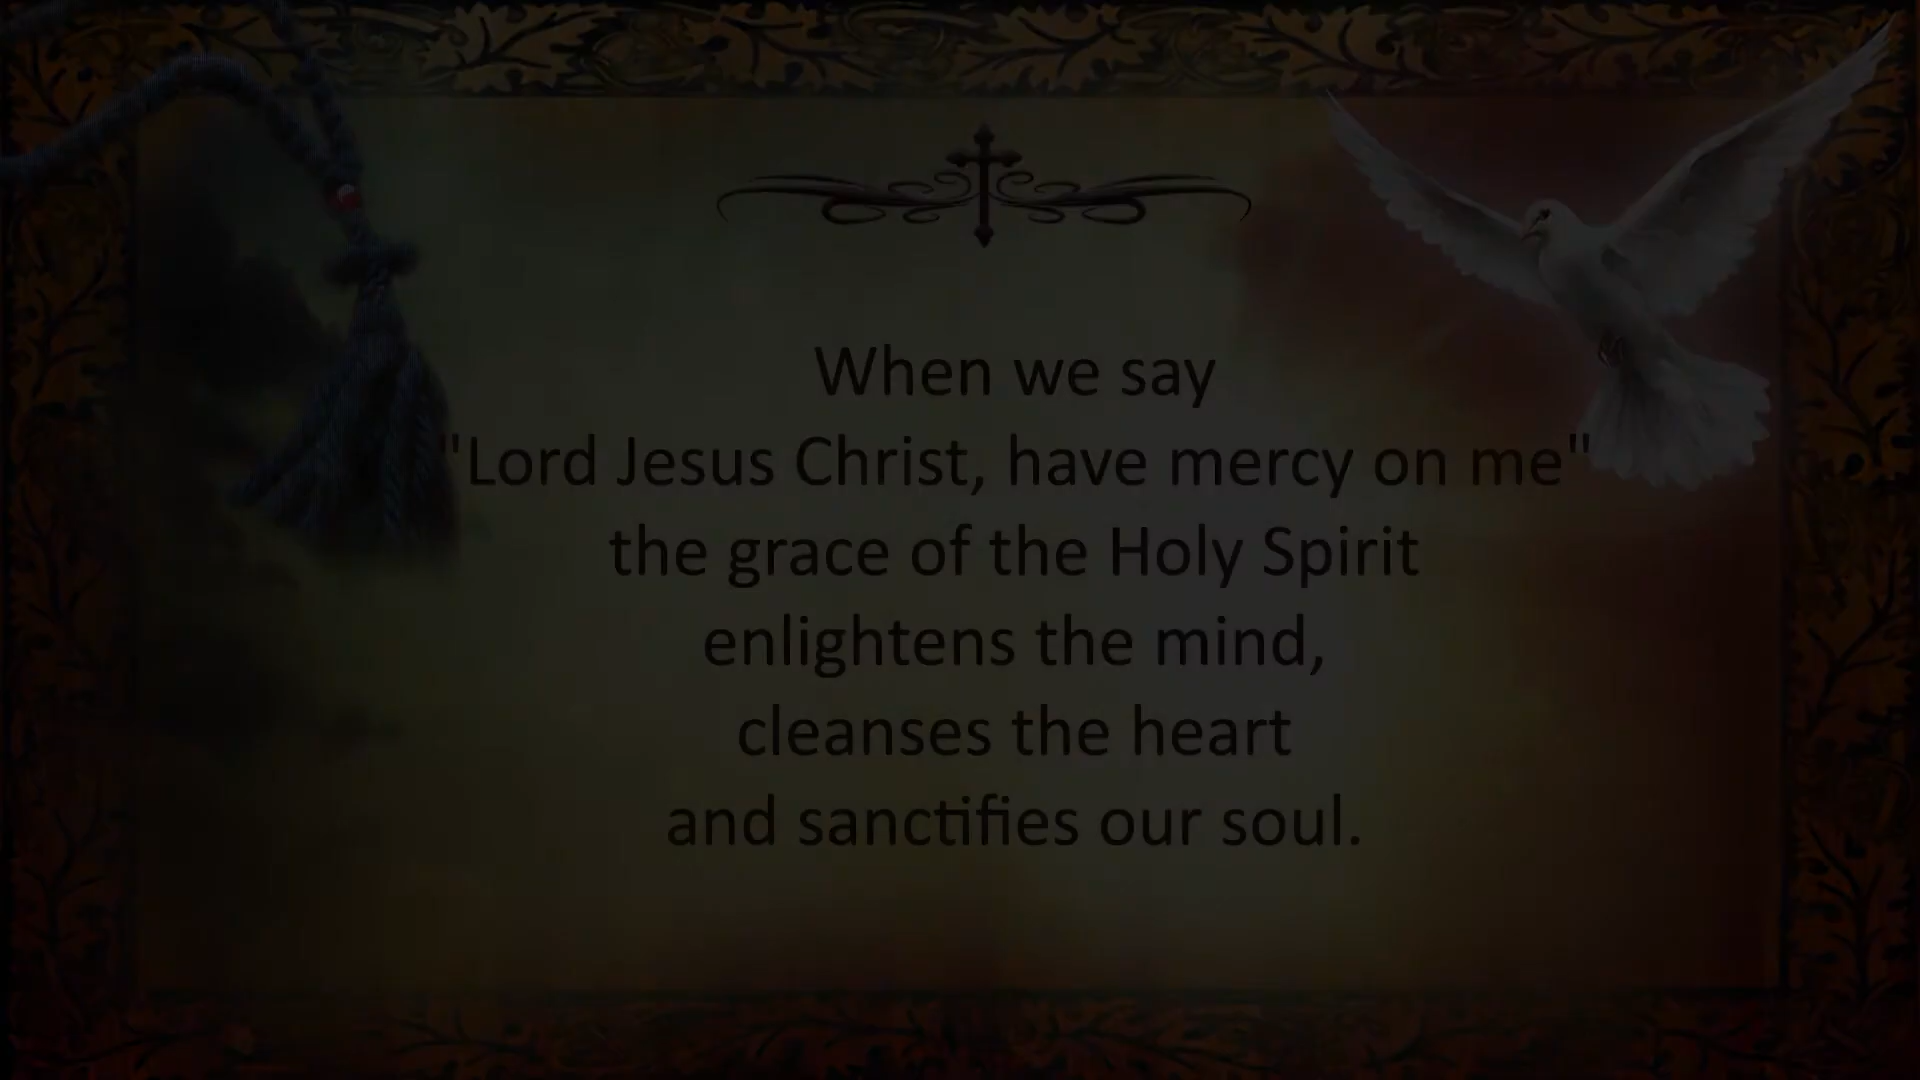 When we say
"Lord Jesus Christ, have mercy on me"
the grace of the Holy Spirit
enlightens the mind,
cleanses the heart
and sanctifies our soul.